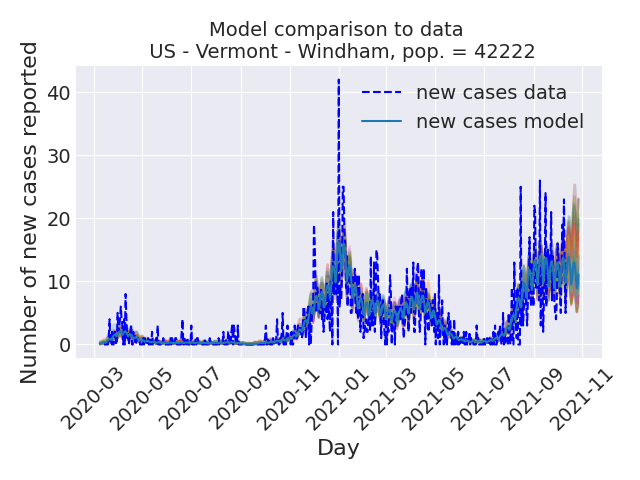 Model comparison to data
US - Vermont - Windham, pop. = 42222
Number of new cases reported
40
30
20
10
0
new cases data
new cases model
2020-03
2020-05
2020-07
2020-09
2020-11
2021-01
2021-03
2021-05
2021-07
2021-09
2021-11
Day